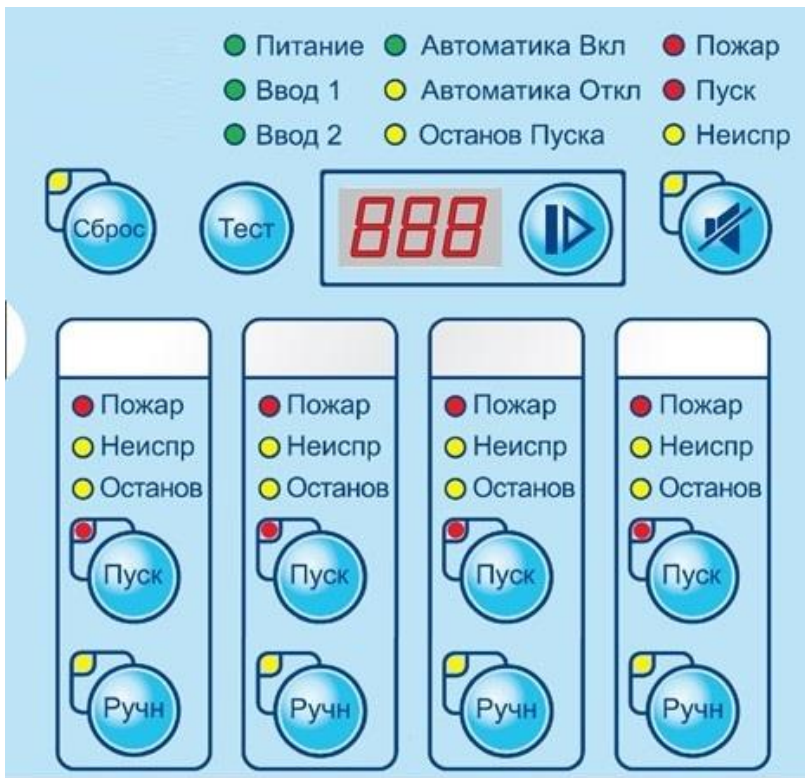 Питание Автоматика Вкл Пожар
Ввод 1 Автоматика Откл Пуск
Ввод 2 Останов Пуска Неиспр
Сброс Тест 888
Пожар Пожар Пожар Пожар
Неиспр Неиспр Неиспр Неиспр
Останов Останов Останов Останов
Пуск Пуск Пуск Пуск
Ручн Ручн Ручн Ручн